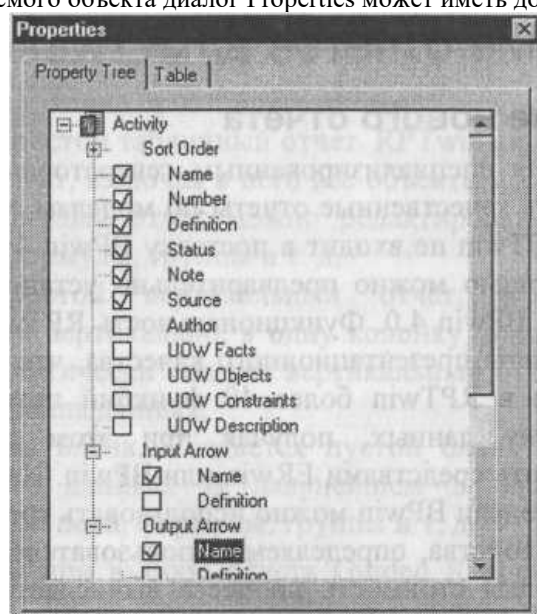 емого объекта диалог Properties может иметь до
Properties
Property Tree Table
Activity
Sort Order
Name
Number
Definition
Status
Note
Source
Author
UOW Facts
UOW Objects
UOW Constraints
UOW Description
Input Arrow
Name
Definition
Output Arrow
Name
Definition